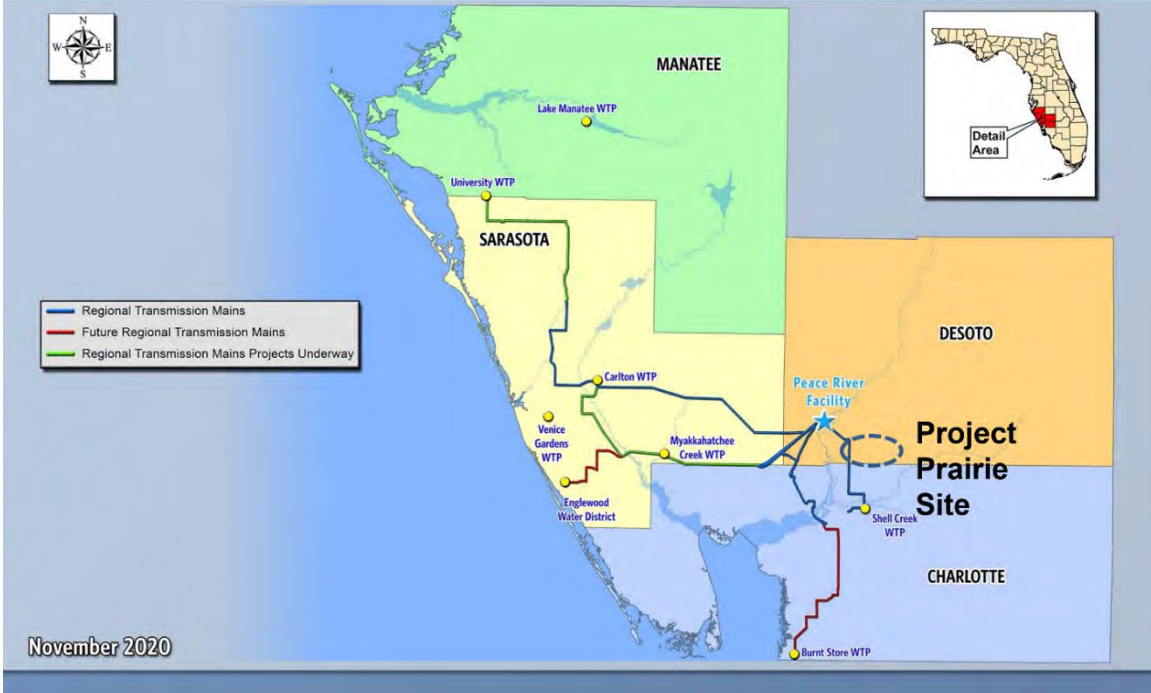 N
W
E
S
MANATEE
Lake Manatee WTP
Detail
Area
University WTP
SARASOTA
Regional Transmission Mains
Future Regional Transmission Mains
Regional Transmission Mains Projects Underway
DESOTO
Carlton WTP
Peace River
Facility
Venice
Gardens
WTP
Myakkahatchee
Creek WTP
Project
Prairie
Site
Englewood
Water District
Shell Creek
WTP
CHARLOTTE
November 2020
Burnt Store WTP